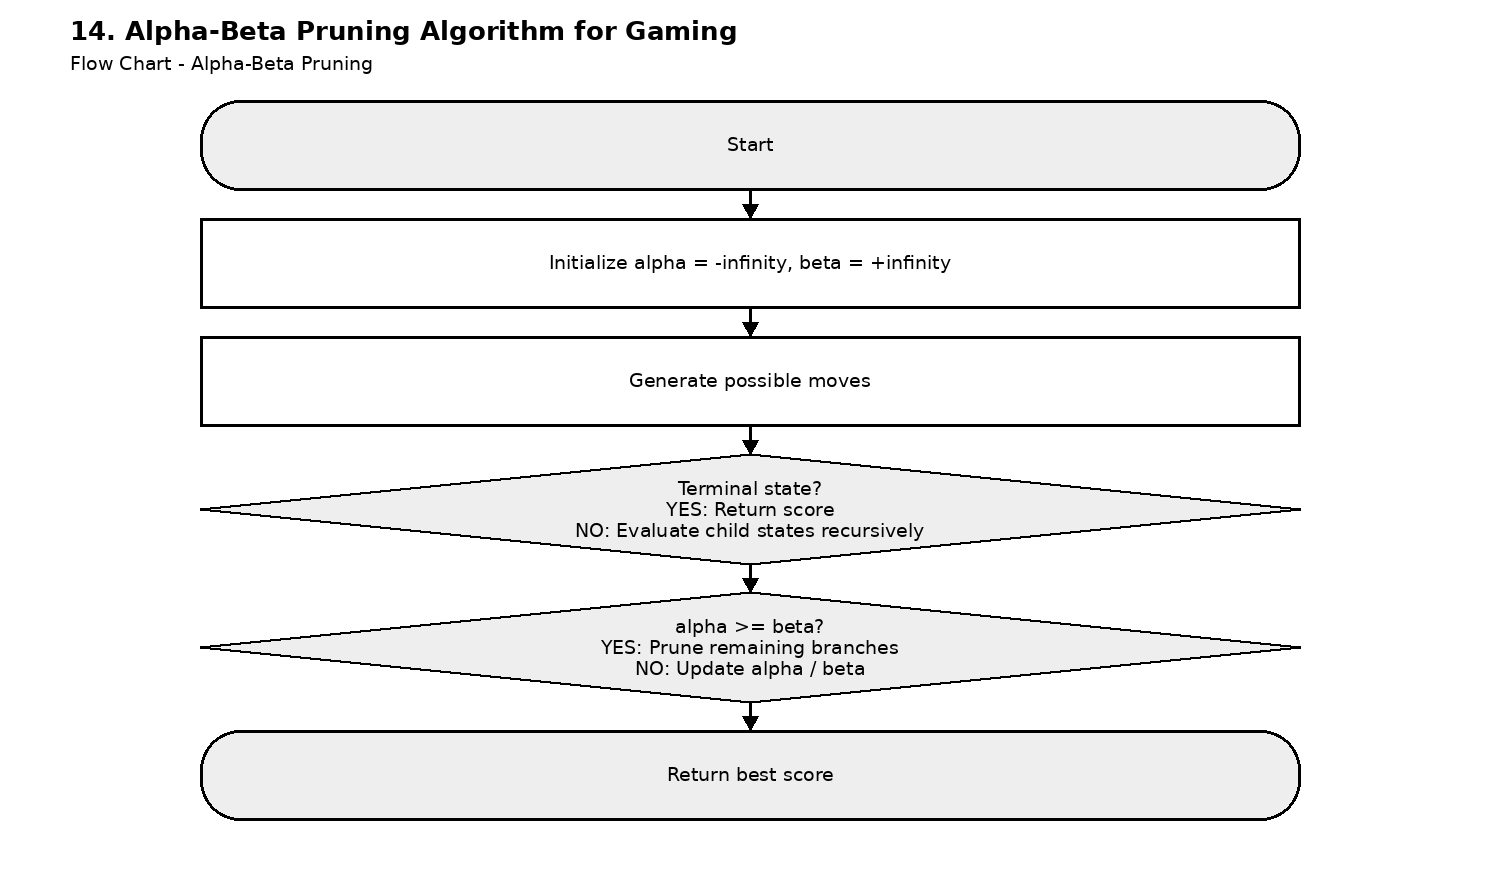 14. Alpha-Beta Pruning Algorithm for Gaming
Flow Chart - Alpha-Beta Pruning
Start
Initialize alpha = -infinity, beta = +infinity
Generate possible moves
Terminal state?
YES: Return score
NO: Evaluate child states recursively
alpha >= beta?
YES: Prune remaining branches
NO: Update alpha / beta
Return best score